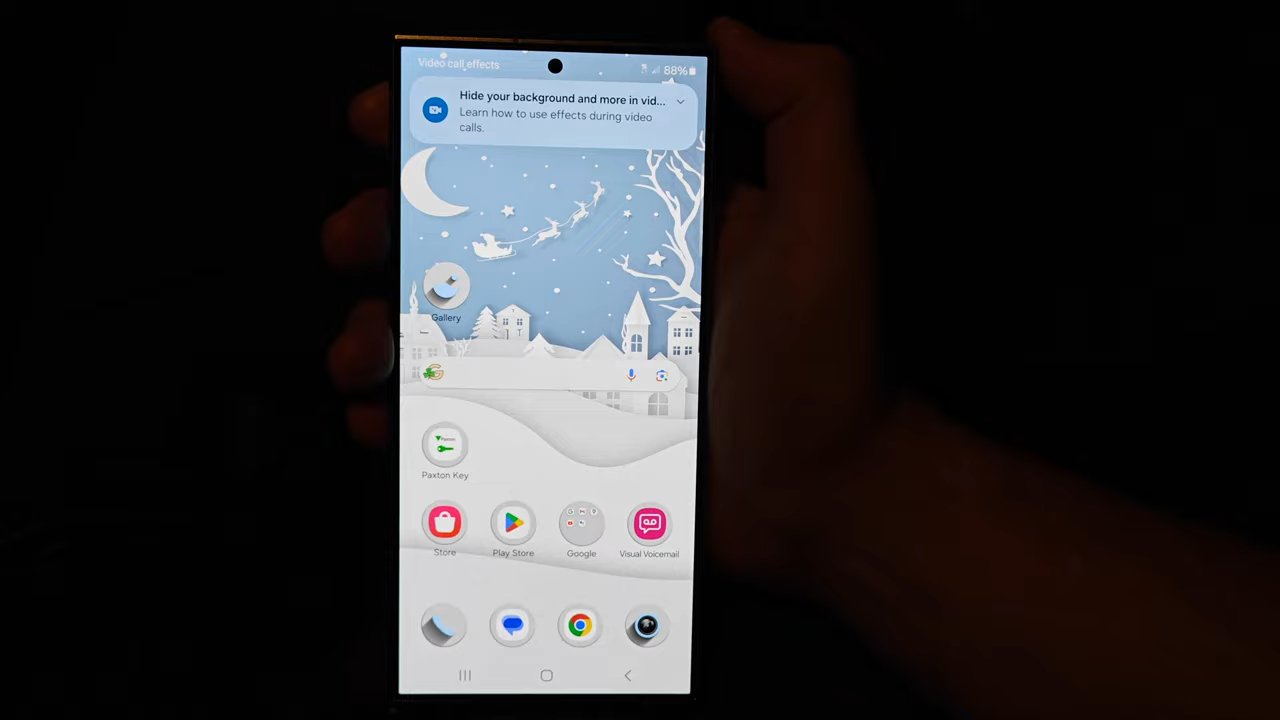 Video call effects
88%
Hide your background and more in vid...
Learn how to use effects during video
calls.
Gallery
G
Paxton
Paxton Key
Store
Play Store
Google
Visual Voicemail